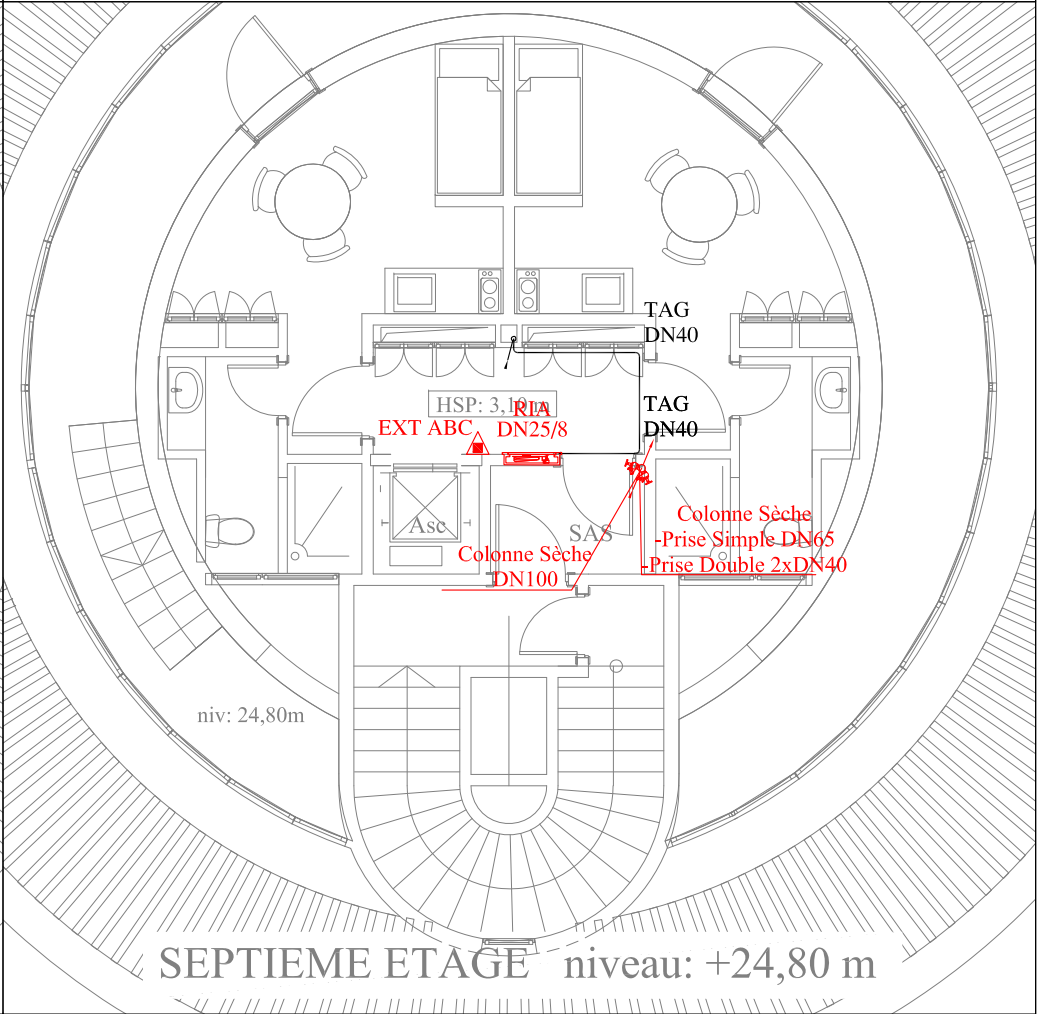 TAG
DN40
HSP: 3,10m
RIA
DN25/8
EXT ABC
TAG
DN40
Asc
SAS
Colonne Sèche
-Prise Simple DN65
-Prise Double 2xDN40
Colonne Sèche
DN100
niv: 24,80m
SEPTIEME ETAGE niveau: +24,80 m